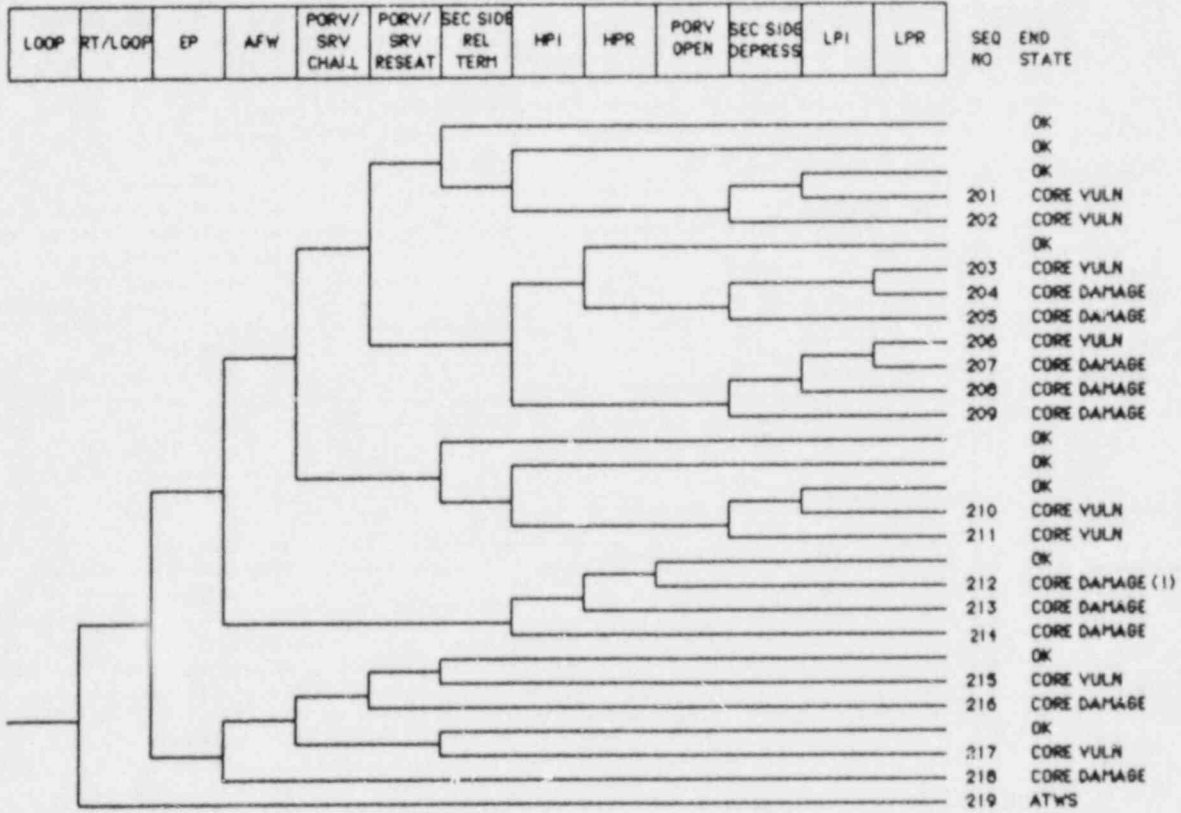 LOOP
RT/LOOP
EP
AFW
PORV/
SRV
CHALL
PORV/
SRV
RESEAT
SEC SIDE
REL
TERM
HPI
HPR
PORV
OPEN
SEC SIDE
DEPRESS
LPI
LPR
SEQ
NO
END
STATE
OK
OK
OK
201 CORE VULN
202 CORE VULN
OK
203 CORE VULN
204 CORE DAMAGE
205 CORE DAMAGE
206 CORE VULN
207 CORE DAMAGE
208 CORE DAMAGE
209 CORE DAMAGE
OK
OK
OK
210 CORE VULN
211 CORE VULN
OK
212 CORE DAMAGE (1)
213 CORE DAMAGE
214 CORE DAMAGE
OK
215 CORE VULN
216 CORE DAMAGE
OK
217 CORE VULN
218 CORE DAMAGE
219 ATWS